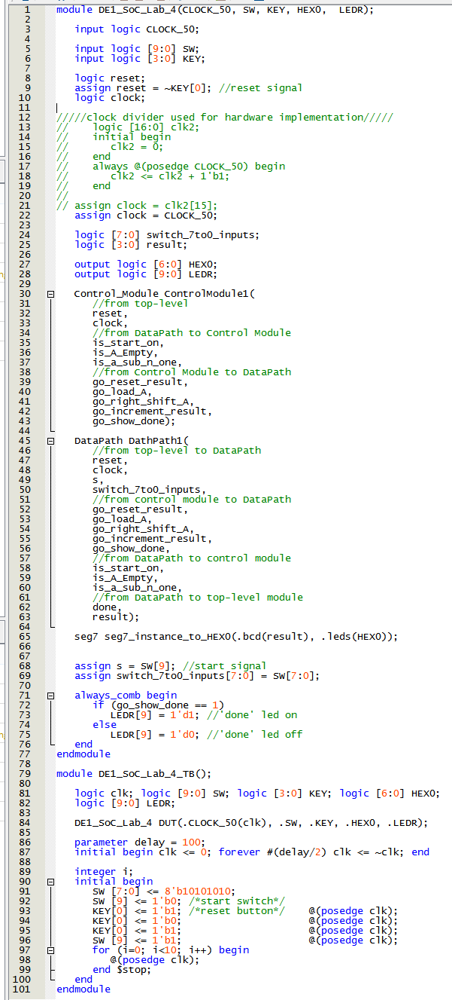 1 module DE1_SoC_Lab_4(CLOCK_50, SW, KEY, HEX0,  LEDR);
2
3    input logic CLOCK_50;
4
5    input logic [9:0] SW;
6    input logic [3:0] KEY;
7
8    logic reset;
9    assign reset = ~KEY[0]; //reset signal
10    logic clock;
11
12 /////clock divider used for hardware implementation/////
13 //    logic [16:0] clk2;
14 //    initial begin
15 //       clk2 = 0;
16 //    end
17 //    always @(posedge CLOCK_50) begin
18 //       clk2 <= clk2 + 1'b1;
19 //    end
20 //
21 // assign clock = clk2[15];
22    assign clock = CLOCK_50;
23
24    logic [7:0] switch_7to0_inputs;
25    logic [3:0] result;
26
27    output logic [6:0] HEX0;
28    output logic [9:0] LEDR;
29
30    Control_Module ControlModule1(
31       //from top-level
32       reset,
33       clock,
34       //from DataPath to Control Module
35       is_start_on,
36       is_A_Empty,
37       is_a_sub_n_one,
38       //from Control Module to DataPath
39       go_reset_result,
40       go_load_A,
41       go_right_shift_A,
42       go_increment_result,
43       go_show_done);
44
45    DataPath DathPath1(
46       //from top-level to DataPath
47       reset,
48       clock,
49       s,
50       switch_7to0_inputs,
51       //from control module to DataPath
52       go_reset_result,
53       go_load_A,
54       go_right_shift_A,
55       go_increment_result,
56       go_show_done,
57       //from DataPath to control module
58       is_start_on,
59       is_A_Empty,
60       is_a_sub_n_one,
61       //from DataPath to top-level module
62       done,
63       result);
64
65    seg7 seg7_instance_to_HEX0(.bcd(result), .leds(HEX0));
66
67
68    assign s = SW[9]; //start signal
69    assign switch_7to0_inputs[7:0] = SW[7:0];
70
71    always_comb begin
72       if (go_show_done == 1)
73          LEDR[9] = 1'd1; //'done' led on
74       else
75          LEDR[9] = 1'd0; //'done' led off
76    end
77 endmodule
78
79 module DE1_SoC_Lab_4_TB();
80
81    logic clk; logic [9:0] SW; logic [3:0] KEY; logic [6:0] HEX0;
82    logic [9:0] LEDR;
83
84    DE1_SoC_Lab_4 DUT(.CLOCK_50(clk), .SW, .KEY, .HEX0, .LEDR);
85
86    parameter delay = 100;
87    initial begin clk <= 0; forever #(delay/2) clk <= ~clk; end
88
89    integer i;
90    initial begin
91       SW [7:0] <= 8'b10101010;
92       SW [9] <= 1'b0; /*start switch*/
93       KEY[0] <= 1'b1; /*reset button*/    @(posedge clk);
94       KEY[0] <= 1'b0;                     @(posedge clk);
95       KEY[0] <= 1'b1;                     @(posedge clk);
96       SW [9] <= 1'b1;                     @(posedge clk);
97       for (i=0; i<10; i++) begin
98          @(posedge clk);
99       end $stop;
100    end
101 endmodule